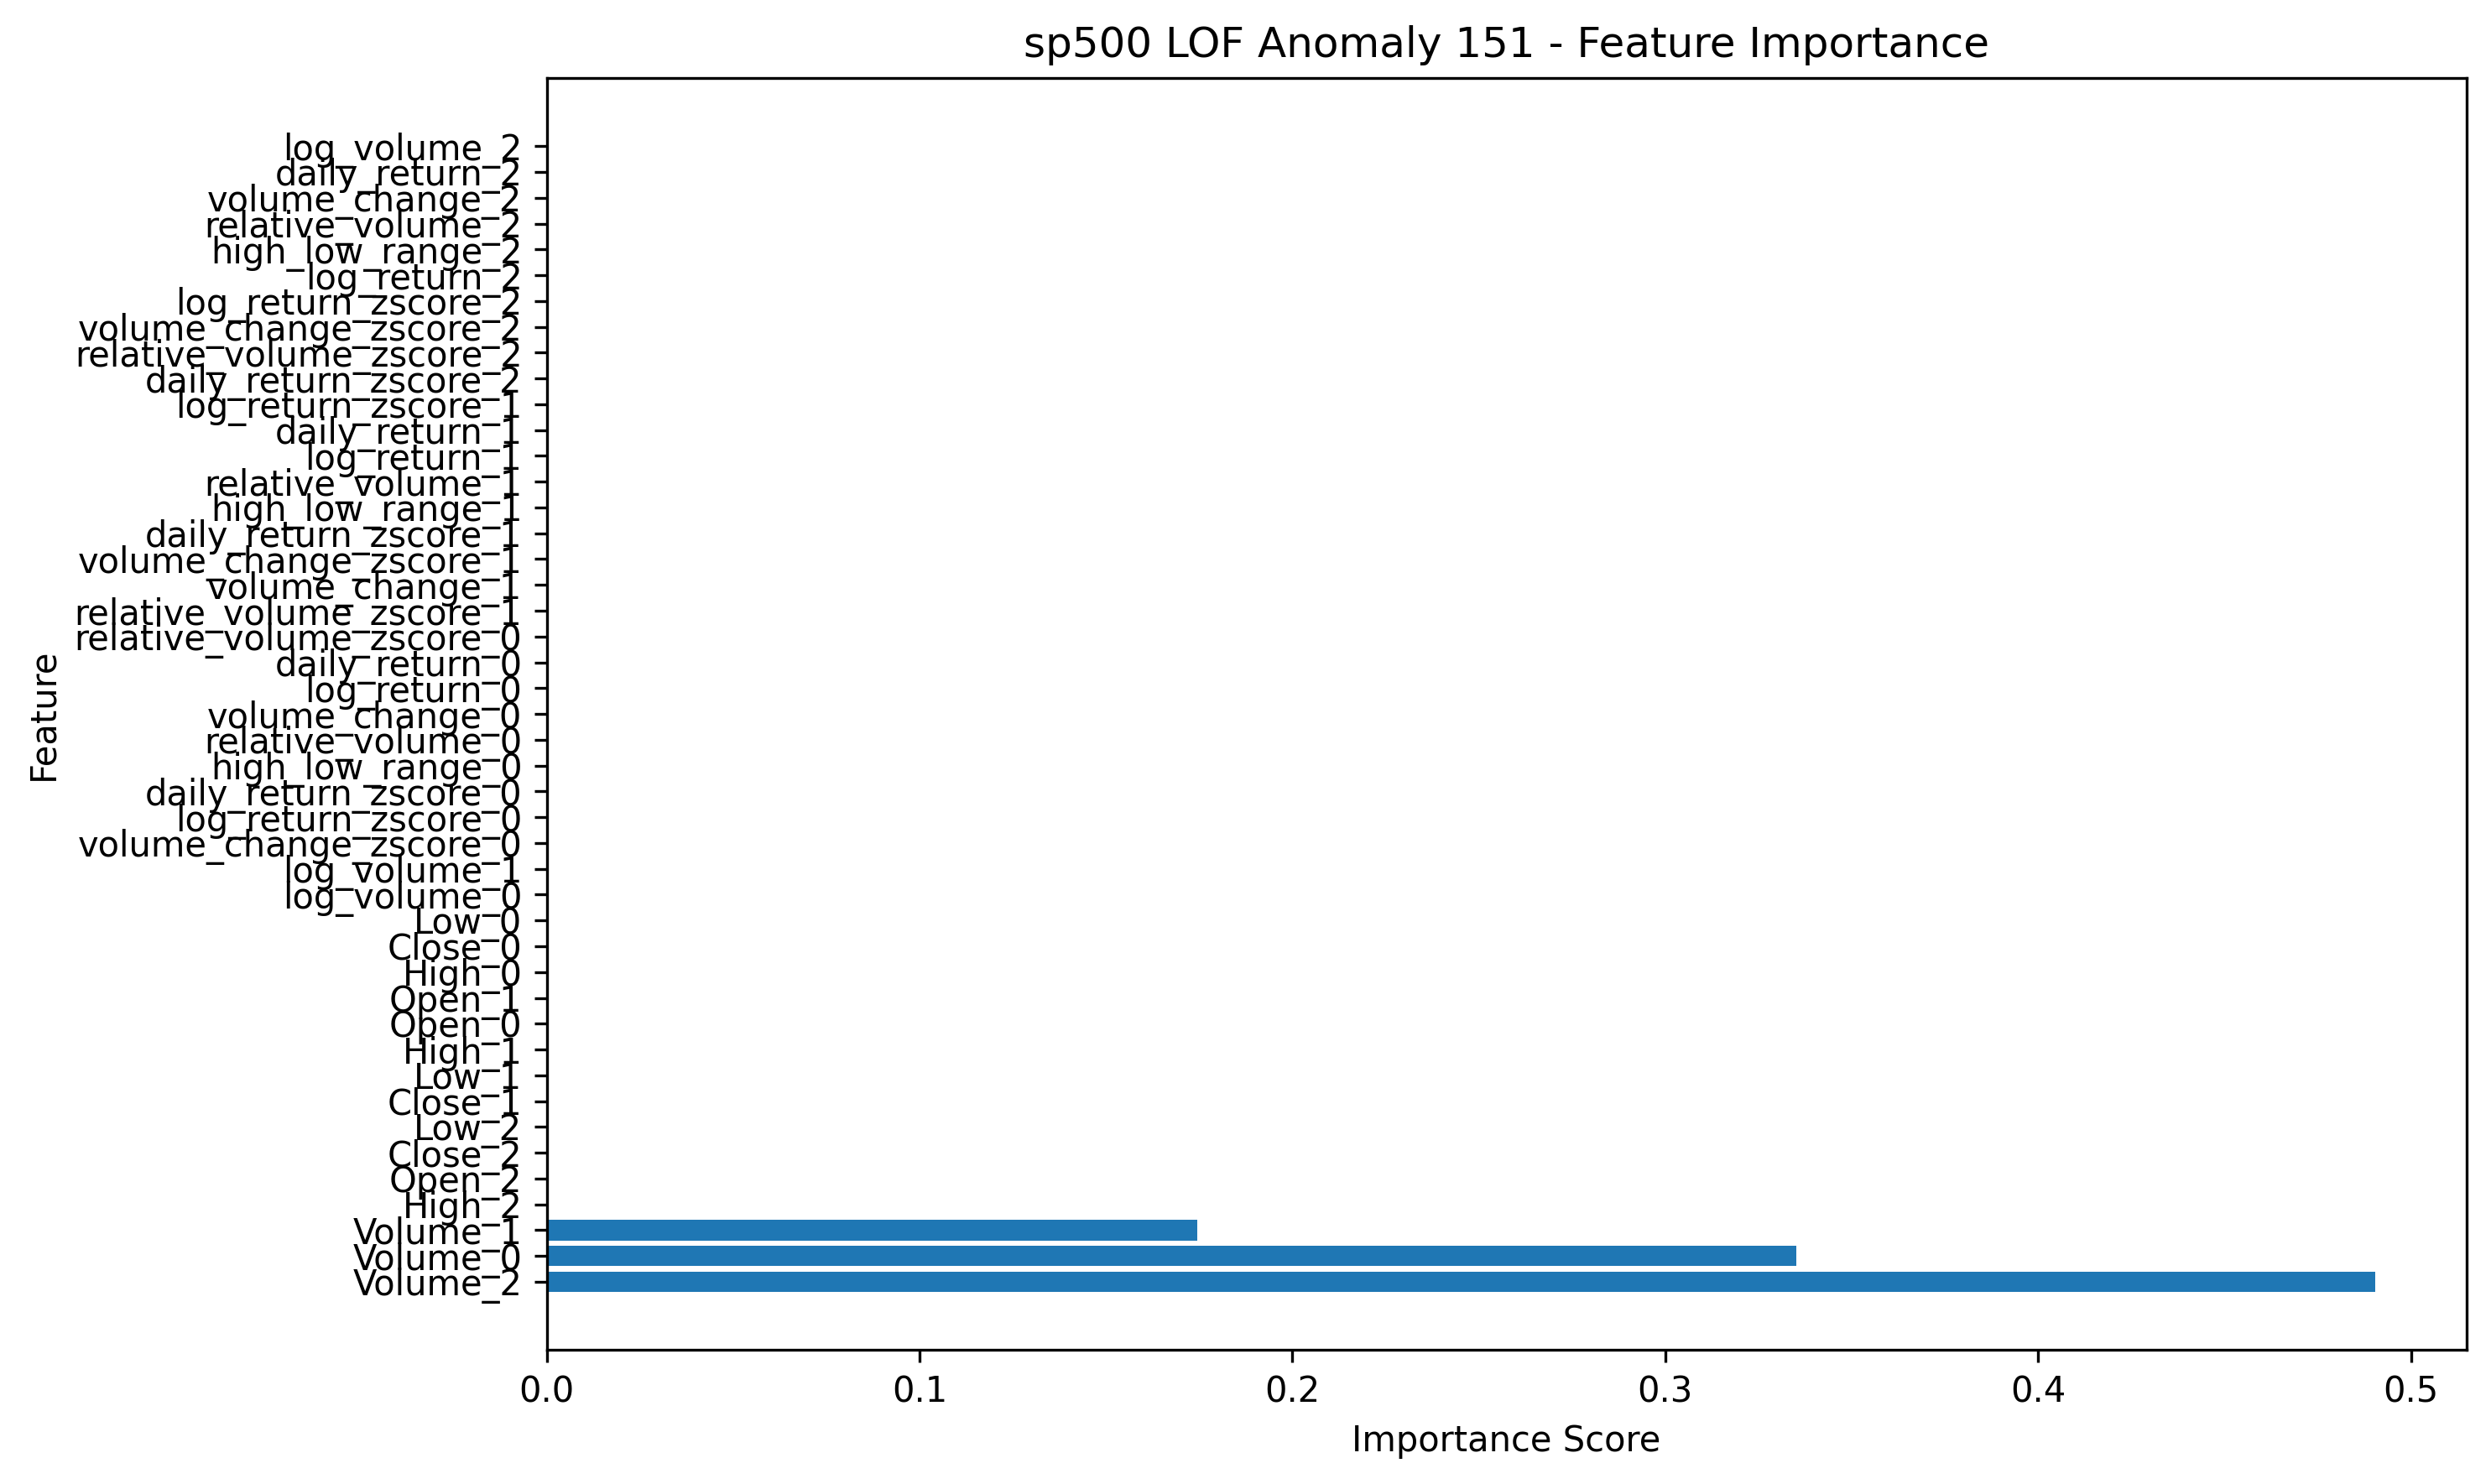 sp500 LOF Anomaly 151 - Feature Importance
log_volume_2
daily_return_2
volume_change_2
relative_volume_2
high_low_range_2
log_return_2
log_return_zscore_2
volume_change_zscore_2
relative_volume_zscore_2
daily_return_zscore_2
log_return_zscore_1
daily_return_1
log_return_1
relative_volume_1
high_low_range_1
daily_return_zscore_1
volume_change_zscore_1
volume_change_1
relative_volume_zscore_1
relative_volume_zscore_0
daily_return_0
log_return_0
volume_change_0
relative_volume_0
high_low_range_0
daily_return_zscore_0
log_return_zscore_0
volume_change_zscore_0
log_volume_1
log_volume_0
Low_0
Close_0
High_0
Open_1
Open_0
High_1
Low_1
Close_1
Low_2
Close_2
Open_2
High_2
Volume_1
Volume_0
Volume_2
Feature
0.0 0.1 0.2 0.3 0.4 0.5
Importance Score